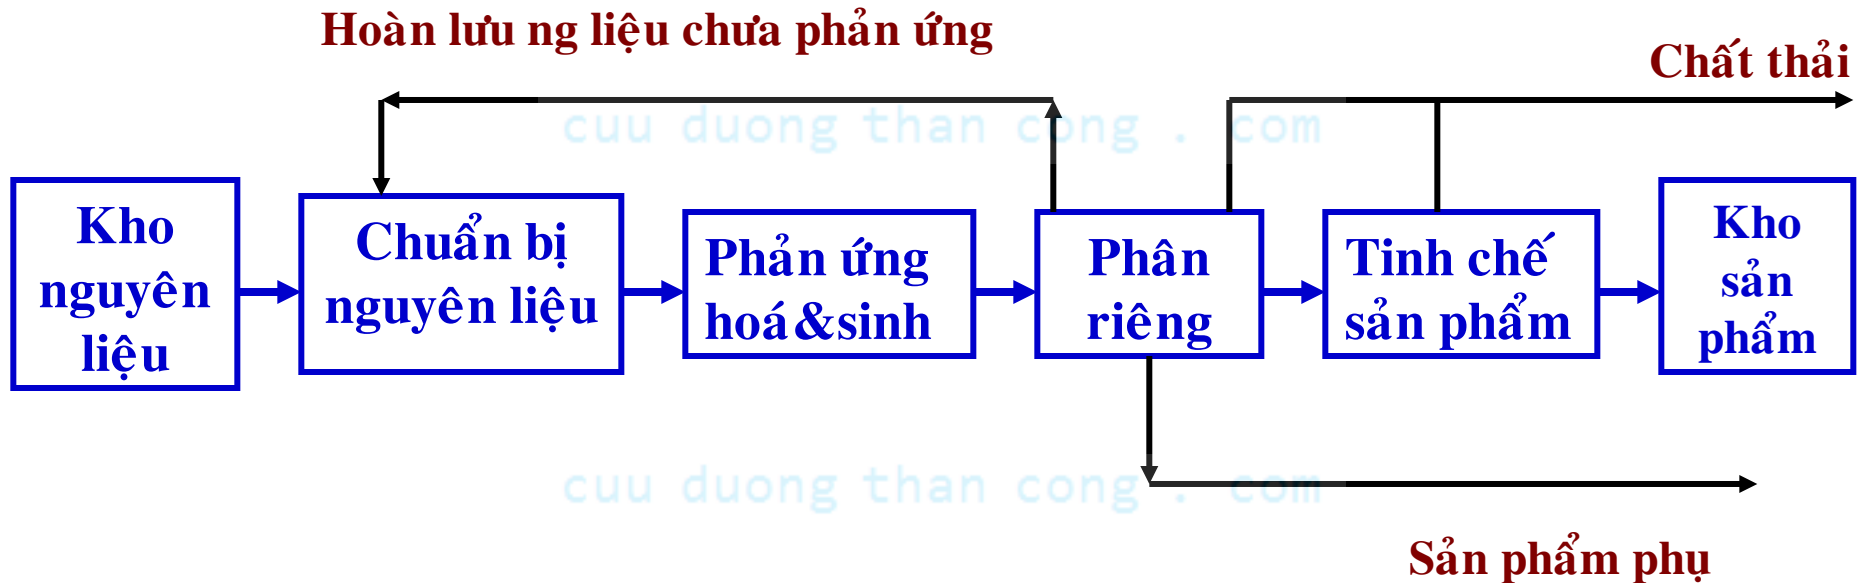 Hoàn lưu ng liệu chưa phản ứng
Chất thải
cuu duong than cong . com
Kho
nguyên
liệu
Chuẩn bị
nguyên liệu
Phản ứng
hoá&sinh
Phân
riêng
Tinh chế
sản phẩm
Kho
sản
phẩm
cuu duong than cong . com
Sản phẩm phụ